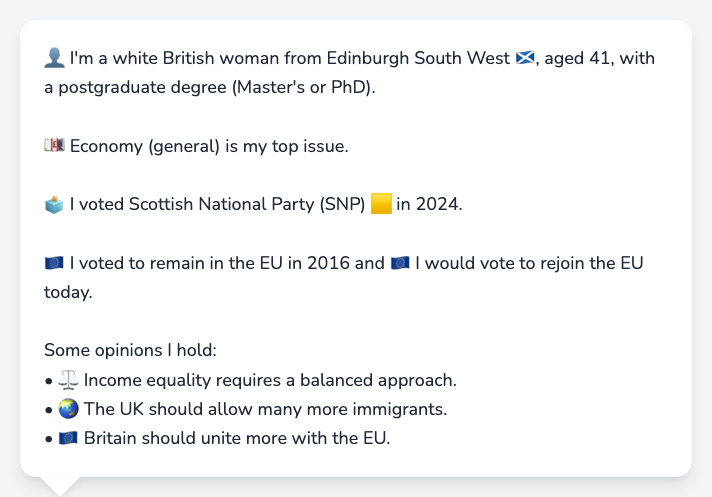 👤 I'm a white British woman from Edinburgh South West 🏴󠁧󠁢󠁳󠁣󠁴󠁿, aged 41, with
a postgraduate degree (Master's or PhD).
💷 Economy (general) is my top issue.
🗳️ I voted Scottish National Party (SNP) 🟨 in 2024.
🇪🇺 I voted to remain in the EU in 2016 and 🇪🇺 I would vote to rejoin the EU
today.
Some opinions I hold:
• ⚖️ Income equality requires a balanced approach.
• 🌏 The UK should allow many more immigrants.
• 🇪🇺 Britain should unite more with the EU.